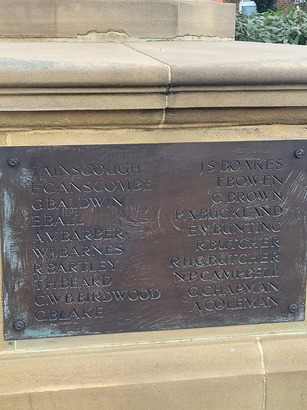 J. AINSCOUGH
F. C. ANSCOMBE
G. BALDWIN
E. BALL
A.V. BARBER
W. J. BARNES
R. BARTLEY
T. H. BEARD
C.W.B. BIRDWOOD
C. BLAKE
J. S. BOAKES
T. BOWEN
O. BROWN
P. A. BUCKLAND
E.V. BUNTING
R. BUTCHER
R.H.G. BUTCHER
N. P. CAMPBELL
G. CHAPMAN
A. COLEMAN